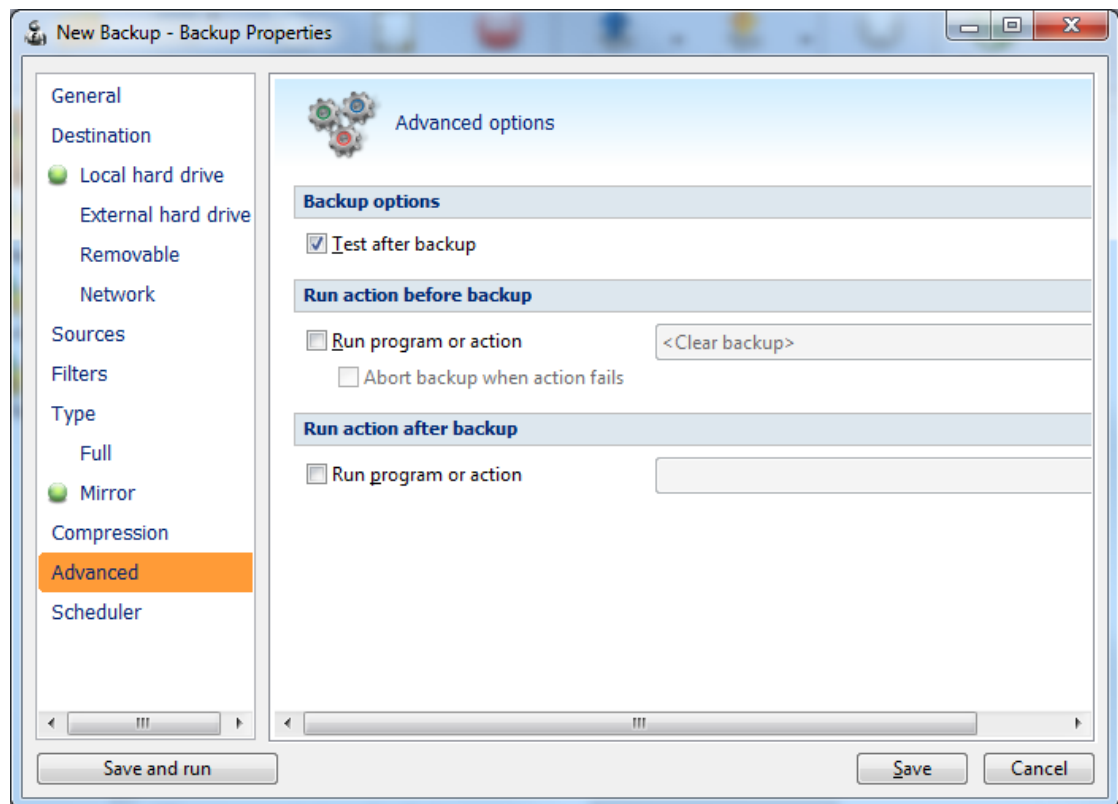 New Backup - Backup Properties
General
Destination
Local hard drive
External hard drive
Removable
Network
Sources
Filters
Type
Full
Mirror
Compression
Advanced
Scheduler
Advanced options
Backup options
Test after backup
Run action before backup
Run program or action <Clear backup>
Abort backup when action fails
Run action after backup
Run program or action
Save and run Save Cancel